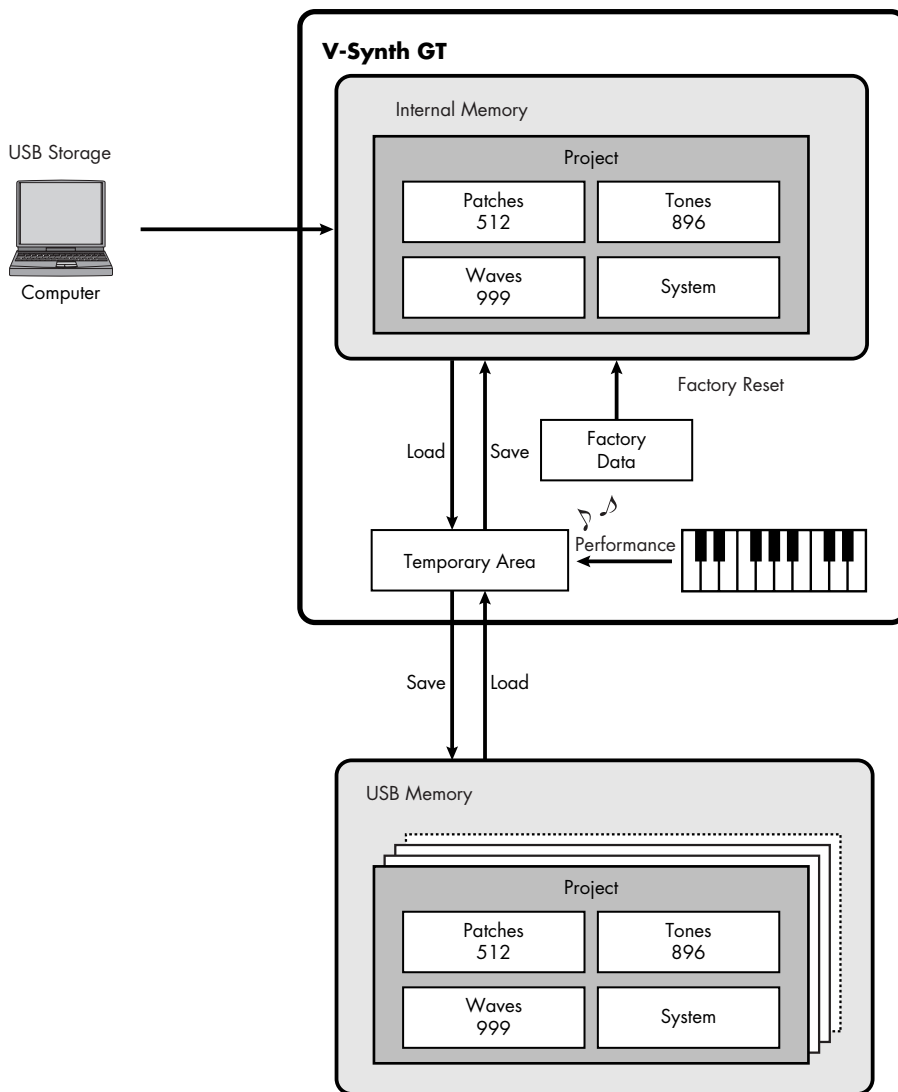 V-Synth GT
Internal Memory
USB Storage
Project
Patches
512
Tones
896
Computer
Waves
999
System
Factory Reset
Load
Save
Factory
Data
Performance
Temporary Area
Save
Load
USB Memory
Project
Patches
512
Tones
896
Waves
999
System